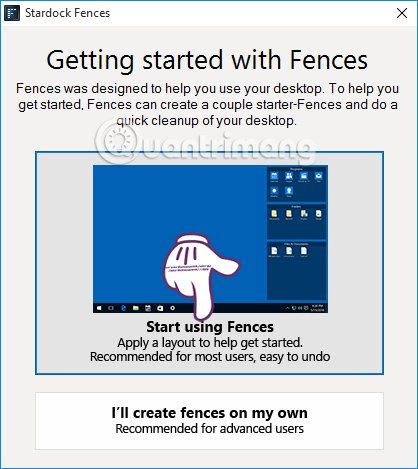 Stardock Fences
Getting started with Fences
Fences was designed to help you use your desktop. To help you
get started, Fences can create a couple starter-Fences and do a
quick cleanup of your desktop.
Quantrimang
Programs
Folders
Start using Fences
Apply a layout to help get started.
Recommended for most users, easy to undo
I'll create fences on my own
Recommended for advanced users